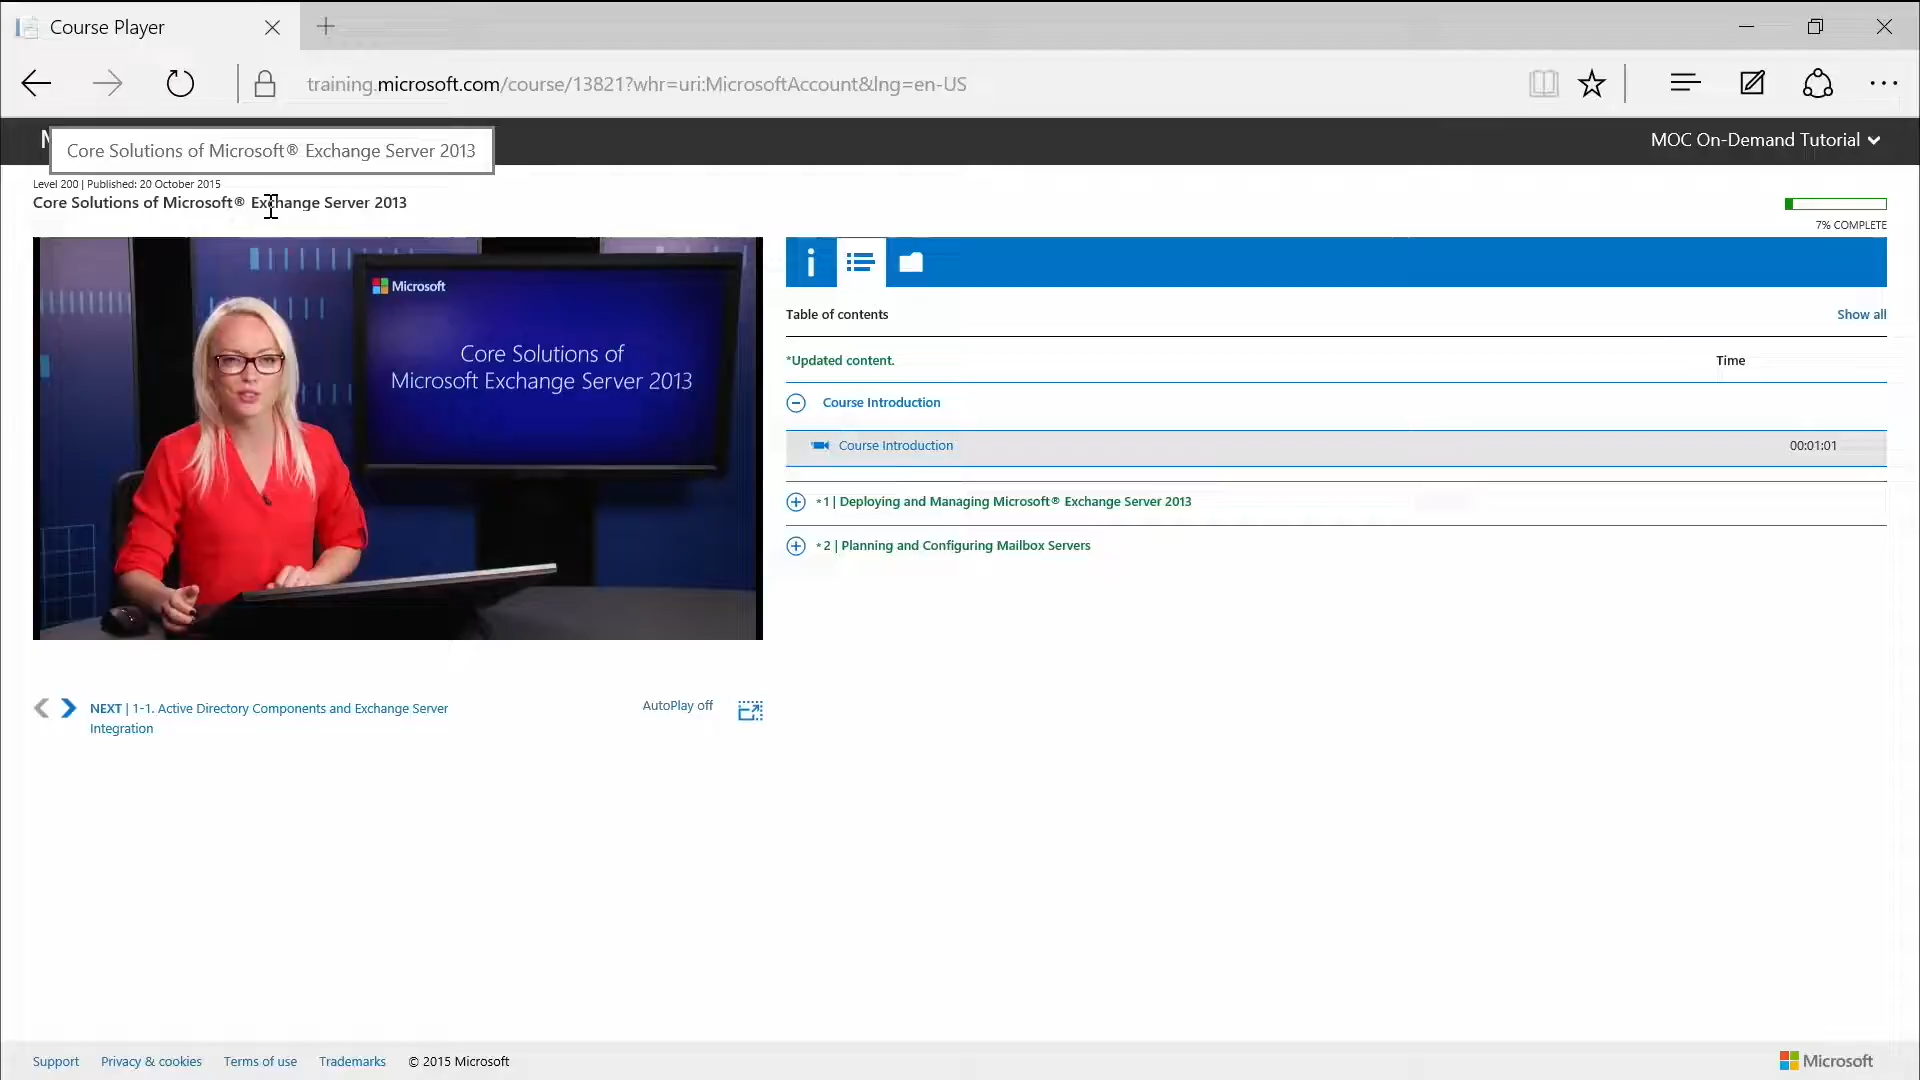 Course Player
training.microsoft.com/course/13821?whr=uri:MicrosoftAccount&lng=en-US
Core Solutions of Microsoft® Exchange Server 2013
MOC On-Demand Tutorial
Level 200 | Published: 20 October 2015
Core Solutions of Microsoft® Exchange Server 2013
7% COMPLETE
Microsoft
Core Solutions of
Microsoft Exchange Server 2013
Table of contents
Show all
*Updated content.
Time
Course Introduction
Course Introduction
00:01:01
*1 | Deploying and Managing Microsoft® Exchange Server 2013
*2 | Planning and Configuring Mailbox Servers
NEXT | 1-1. Active Directory Components and Exchange Server
Integration
AutoPlay off
Support
Privacy & cookies
Terms of use
Trademarks
© 2015 Microsoft
Microsoft